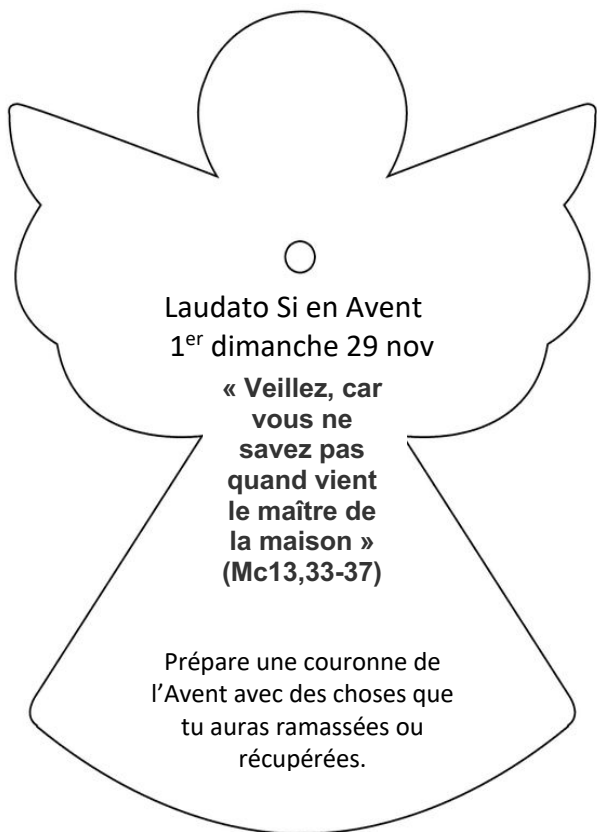 Laudato Si en Avent
1er dimanche 29 nov
« Veillez, car
vous ne
savez pas
quand vient
le maître de
la maison »
(Mc13,33-37)
Prépare une couronne de
l’Avent avec des choses que
tu auras ramassées ou
récupérées.